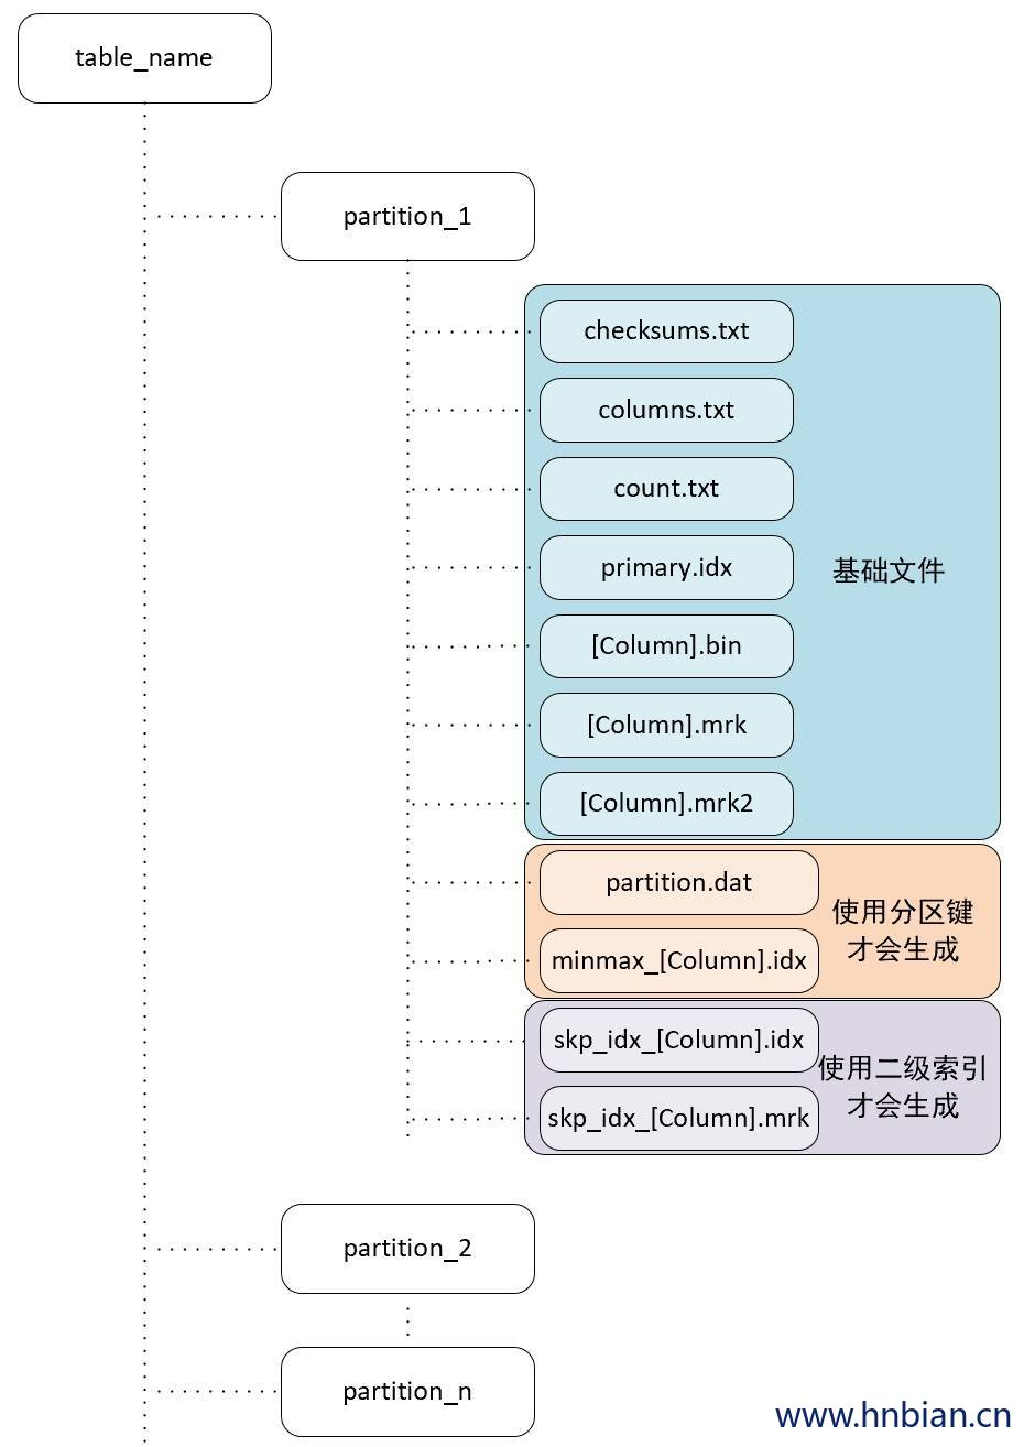 table_name
partition_1
checksums.txt
columns.txt
count.txt
primary.idx
基础文件
[Column].bin
[Column].mrk
[Column].mrk2
partition.dat
minmax_[Column].idx
使用分区键
才会生成
skp_idx_[Column].idx
skp_idx_[Column].mrk
使用二级索引
才会生成
partition_2
partition_n
www.hnbian.cn